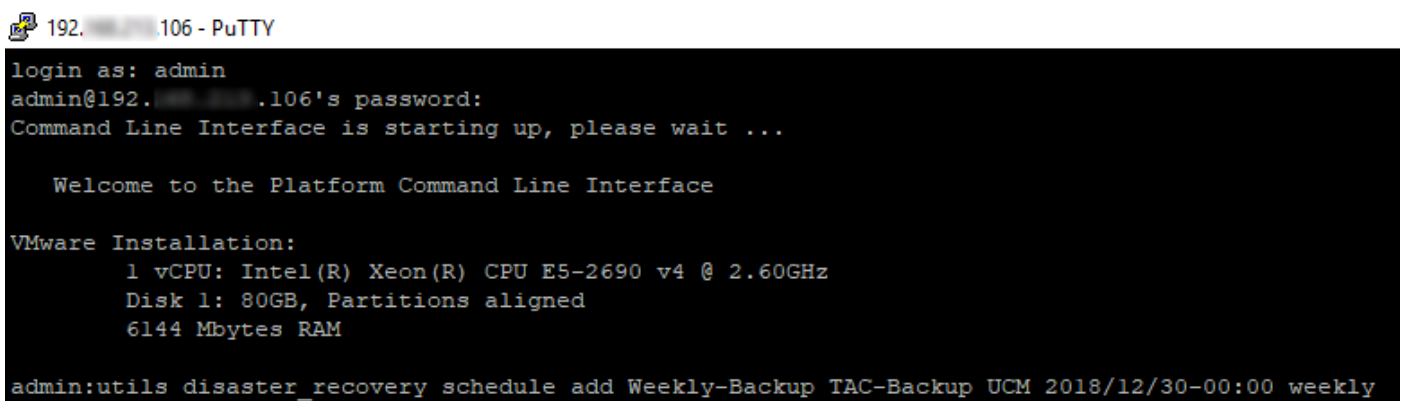 192. .106 - PuTTY
login as: admin
admin@192. .106's password:
Command Line Interface is starting up, please wait ...
Welcome to the Platform Command Line Interface
VMware Installation:
1 vCPU: Intel(R) Xeon(R) CPU E5-2690 v4 @ 2.60GHz
Disk 1: 80GB, Partitions aligned
6144 Mbytes RAM
admin:utils disaster_recovery schedule add Weekly-Backup TAC-Backup UCM 2018/12/30-00:00 weekly